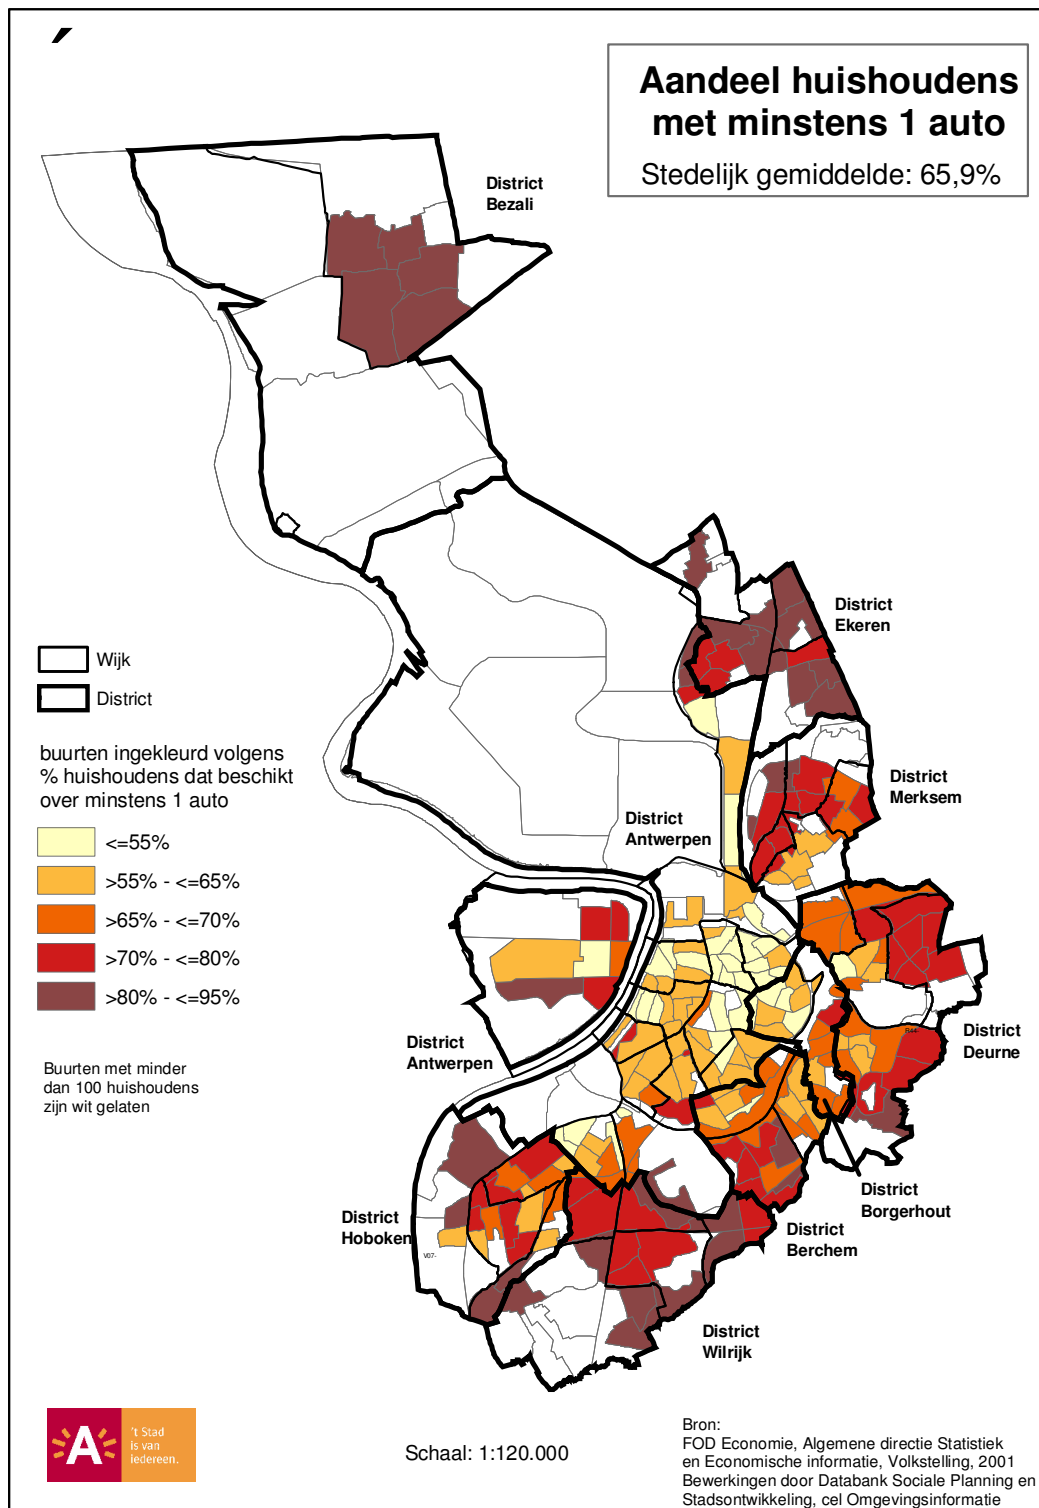 Aandeel huishoudens
met minstens 1 auto
Stedelijk gemiddelde: 65,9%
District
Bezali
District
Ekeren
Wijk
District
buurten ingekleurd volgens
% huishoudens dat beschikt
over minstens 1 auto
<=55%
>55% - <=65%
>65% - <=70%
>70% - <=80%
>80% - <=95%
Buurten met minder
dan 100 huishoudens
zijn wit gelaten
District
Merksem
District
Antwerpen
District
Antwerpen
District
Deurne
District
Hoboken
V07-
District
Borgerhout
District
Berchem
District
Wilrijk
A
't Stad
is van
iedereen.
Schaal: 1:120.000
Bron:
FOD Economie, Algemene directie Statistiek
en Economische informatie, Volkstelling, 2001
Bewerkingen door Databank Sociale Planning en
Stadsontwikkeling, cel Omgevingsinformatie